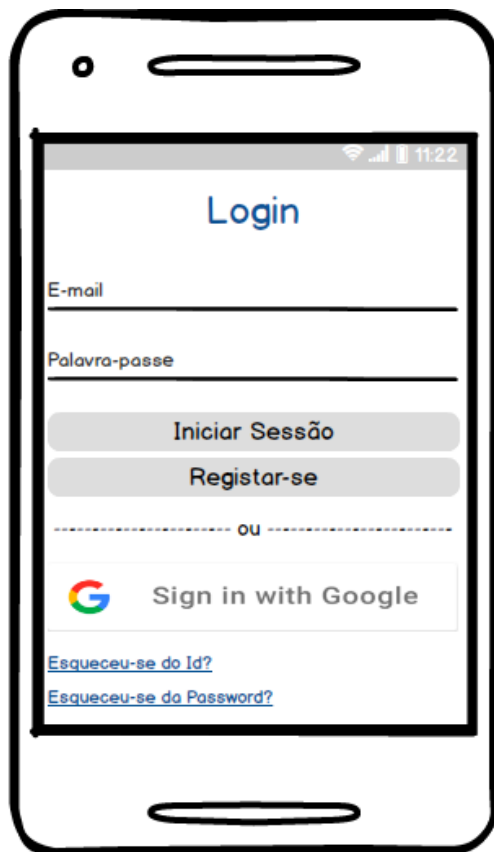 11:22
Login
E-mail
Palavra-passe
Iniciar Sessão
Registar-se
ou
Sign in with Google
Esqueceu-se do Id?
Esqueceu-se da Password?